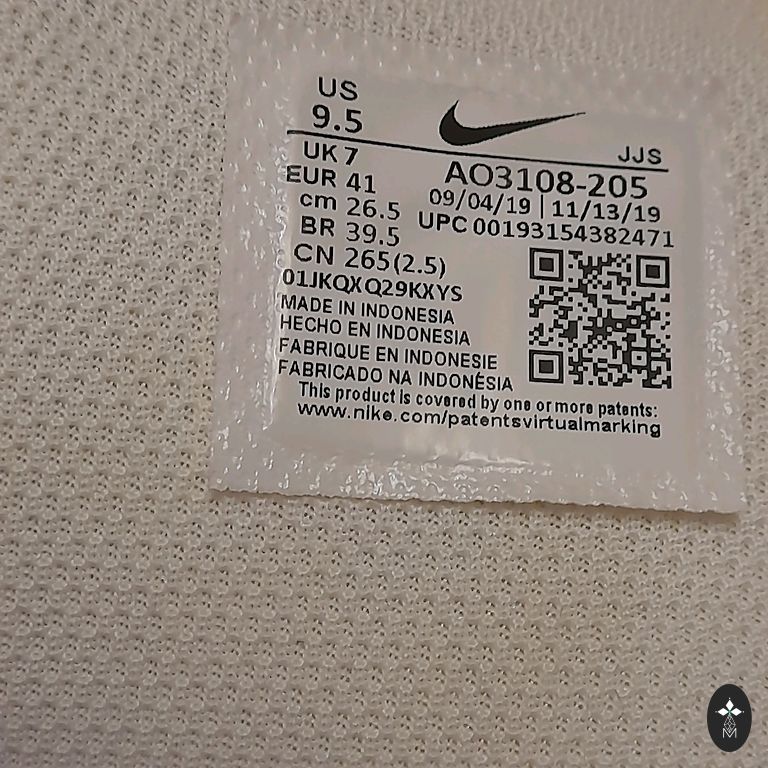 US
9.5
JJS
UK 7
AO3108-205
EUR 41
09/04/19 | 11/13/19
cm 26.5
UPC 00193154382471
BR 39.5
CN 265(2.5)
01JKQXQ29KXYS
MADE IN INDONESIA
HECHO EN INDONESIA
FABRIQUE EN INDONESIE
FABRICADO NA INDONÉSIA
This product is covered by one or more patents:
www.nike.com/patentsvirtualmarking
M